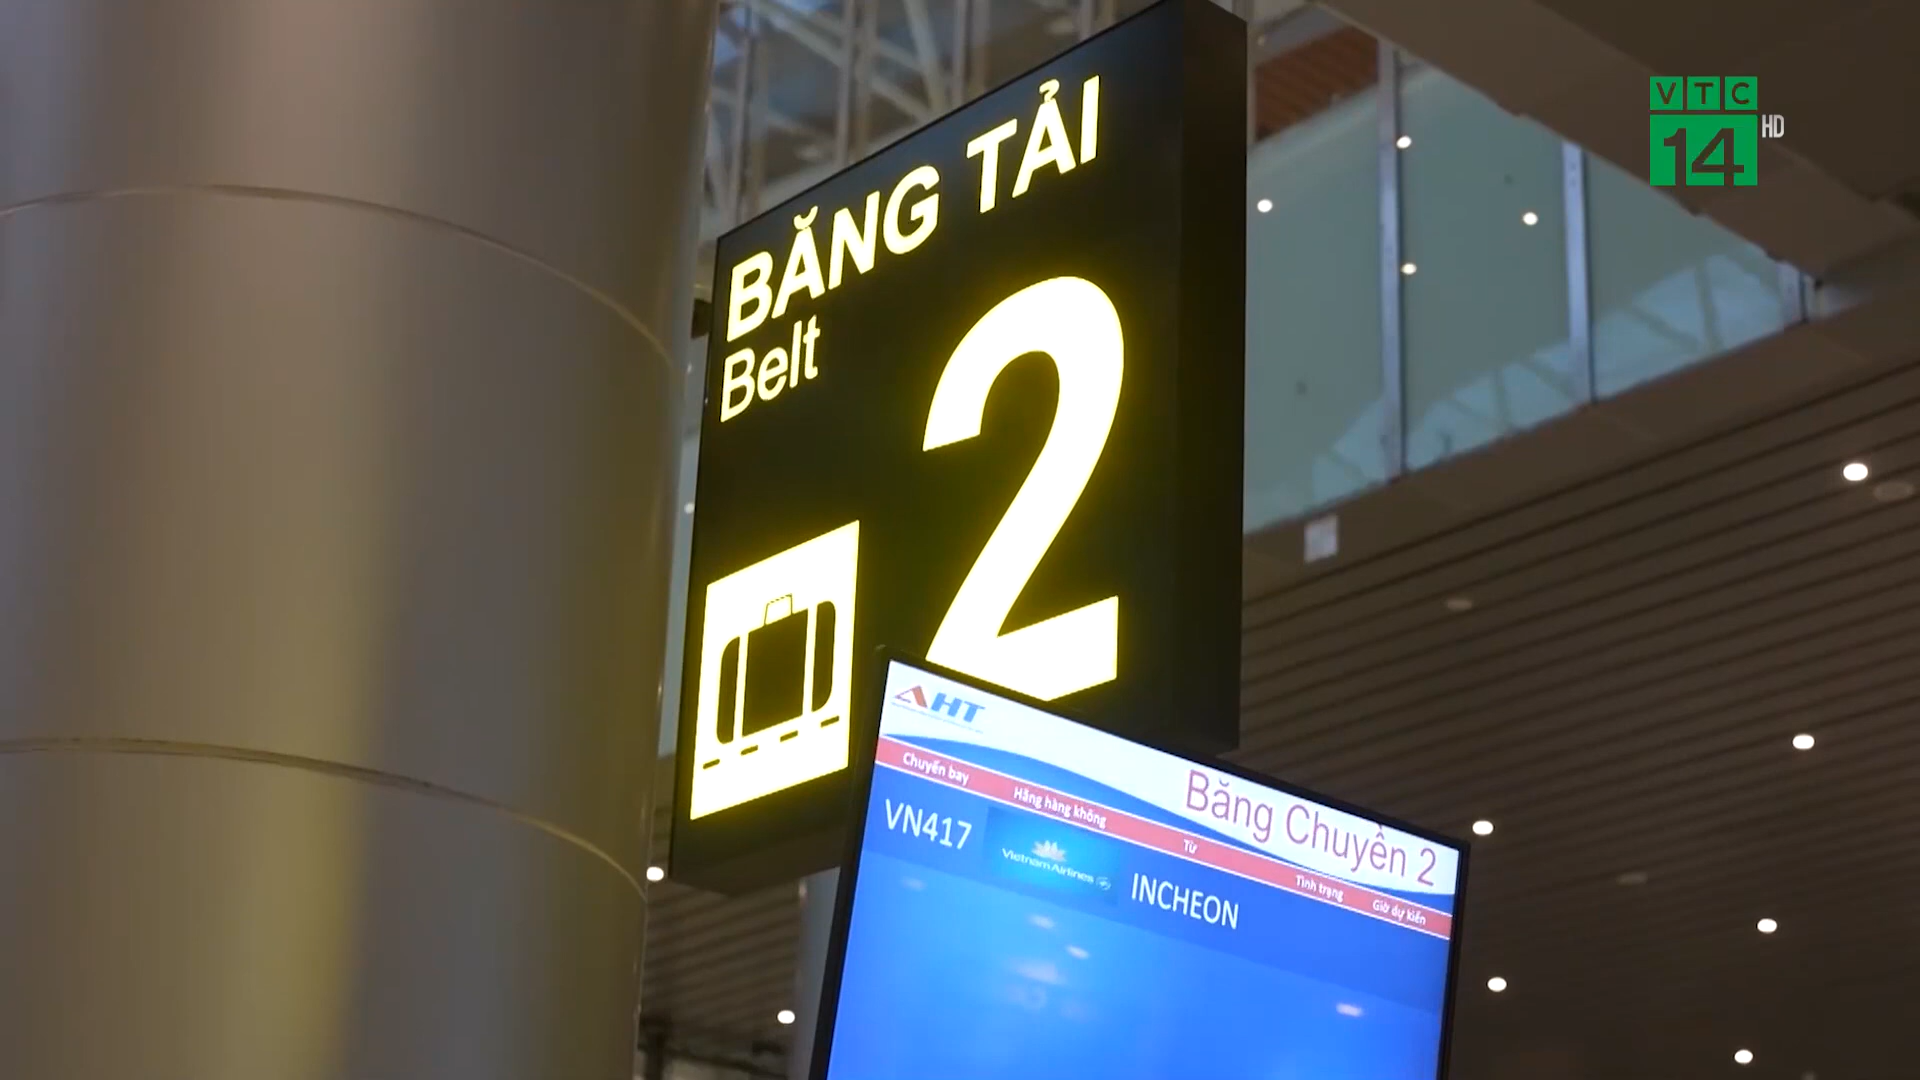 VTC
14 HD
BĂNG TẢI
Belt
2
AHT
Băng Chuyền 2
Chuyến bay
Hãng hàng không
Từ
Tình trạng
Giờ dự kiến
VN417
Vietnam Airlines
INCHEON